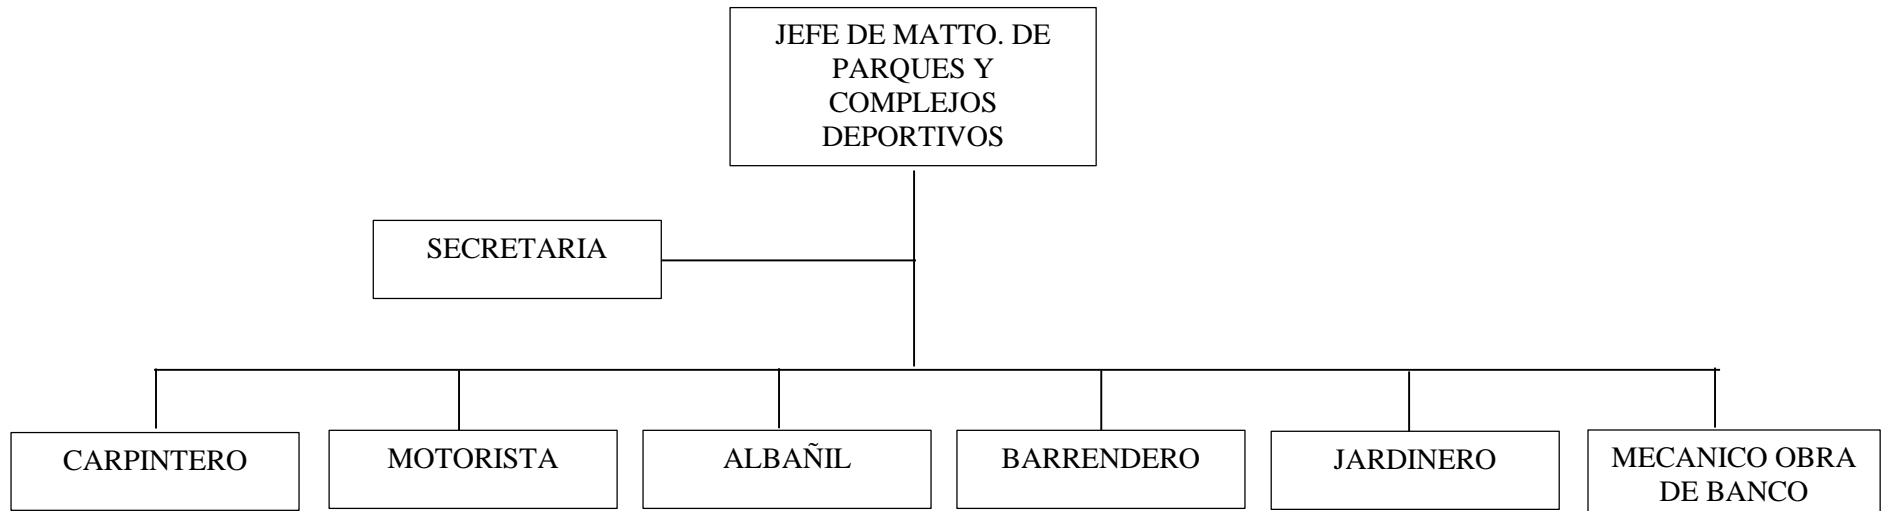 JEFE DE MATTO. DE
PARQUES Y
COMPLEJOS
DEPORTIVOS
SECRETARIA
CARPINTERO
MOTORISTA
ALBAÑIL
BARRENDERO
JARDINERO
MECANICO OBRA
DE BANCO